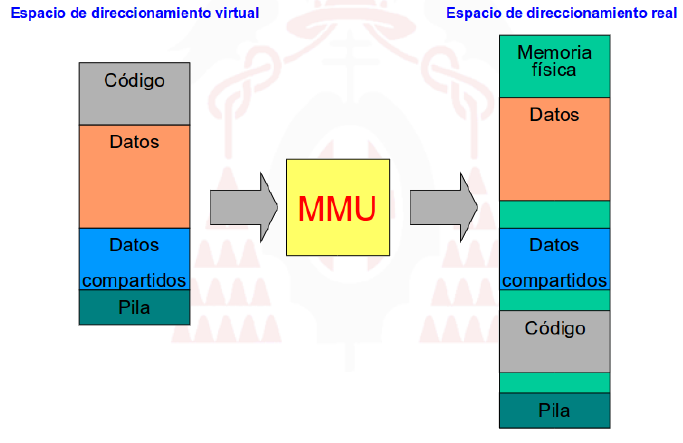 Espacio de direccionamiento virtual
Espacio de direccionamiento real
Código
Datos
Datos
compartidos
Pila
MMU
Memoria
física
Datos
Datos
compartidos
Código
Pila